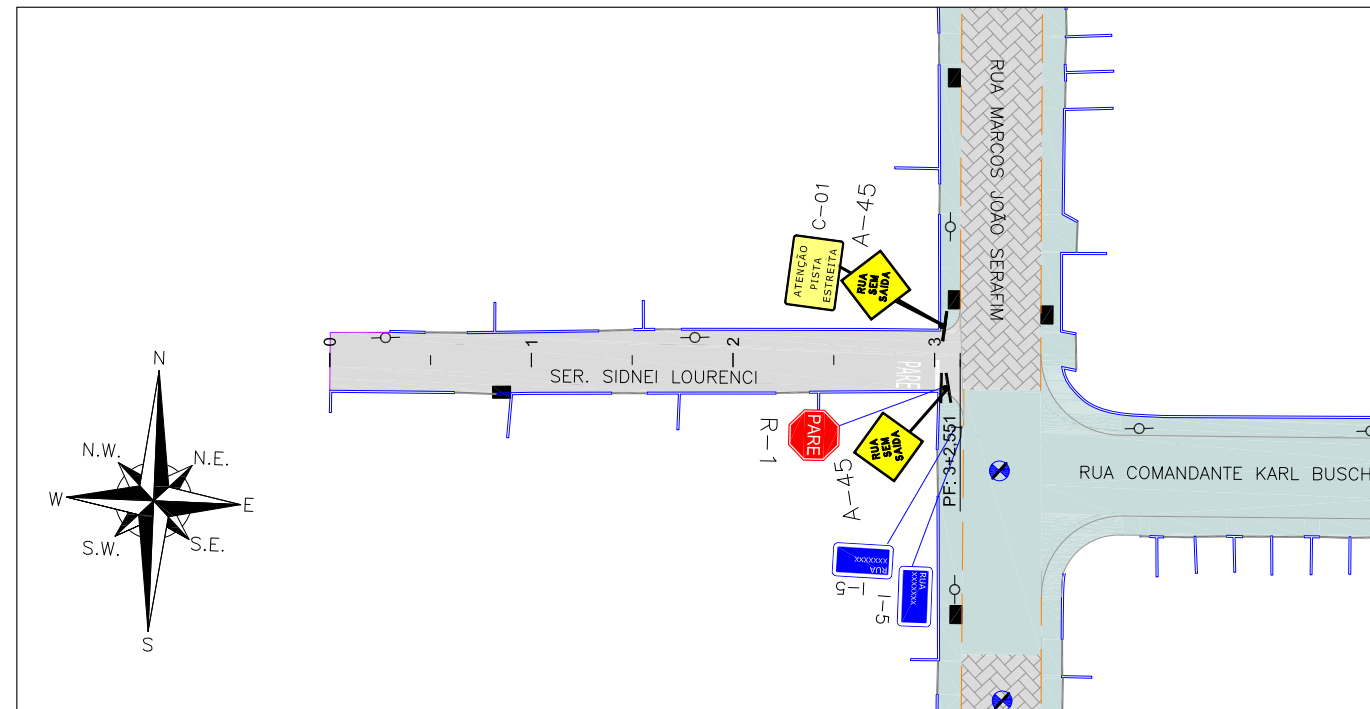 RUA MARCOS JOÃO SERAFIM
C-01
A-45
ATENÇÃO
PISTA
ESTREITA
RUA
SEM
SAÍDA
0
1
2
3
PARE
SER. SIDNEI LOURENCI
R-1
PARE
A-45
RUA
SEM
SAÍDA
PF: 3+2,551
RUA COMANDANTE KARL BUSCH
RUA
XXXXXXX
I-5
RUA
XXXXXXX
I-5
N
N.W.
N.E.
W
E
S.W.
S.E.
S